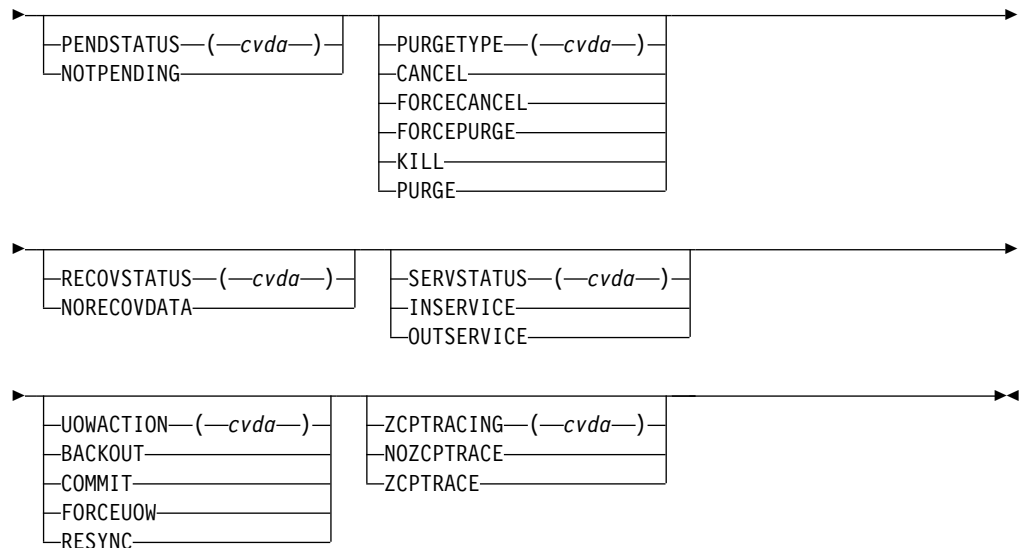 PENDSTATUS(cvda)
NOTPENDING
PURGETYPE(cvda)
CANCEL
FORCECANCEL
FORCEPURGE
KILL
PURGE
RECOVSTATUS(cvda)
NORECOVDATA
SERVSTATUS(cvda)
INSERVICE
OUTSERVICE
UOWACTION(cvda)
BACKOUT
COMMIT
FORCEUOW
RESYNC
ZCPTRACING(cvda)
NOZCPTRACE
ZCPTRACE